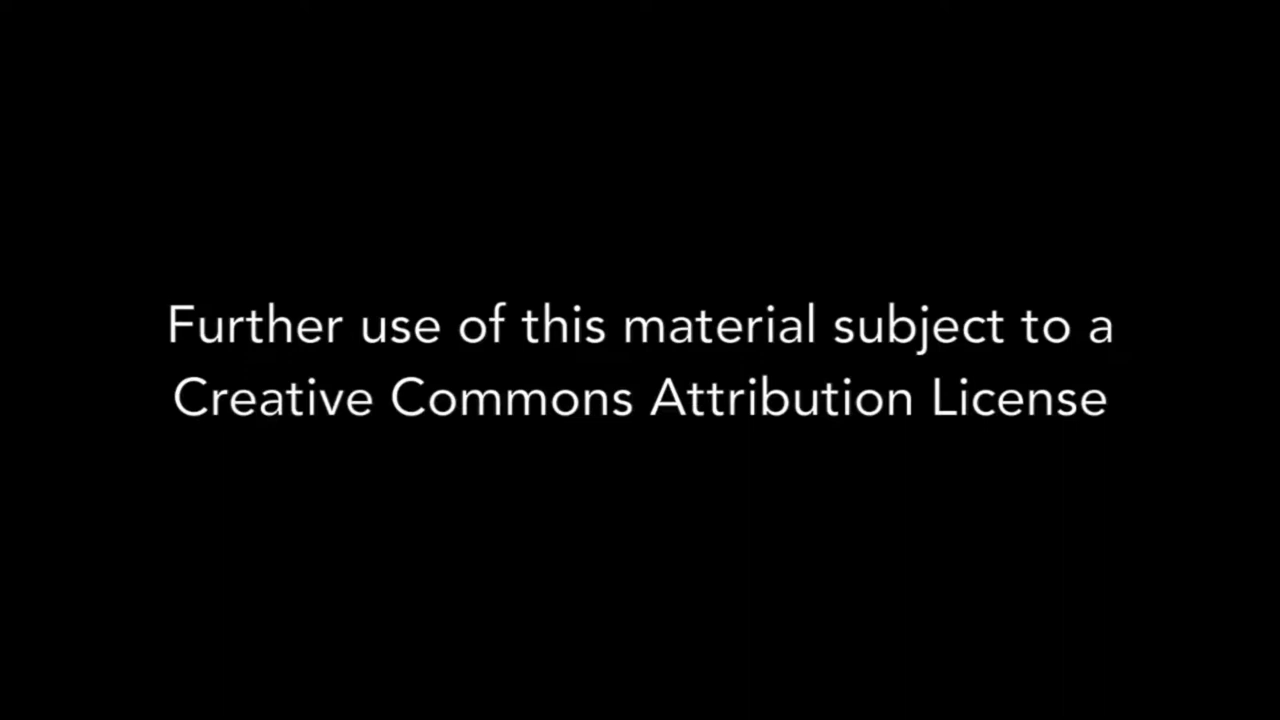 Further use of this material subject to a
Creative Commons Attribution License